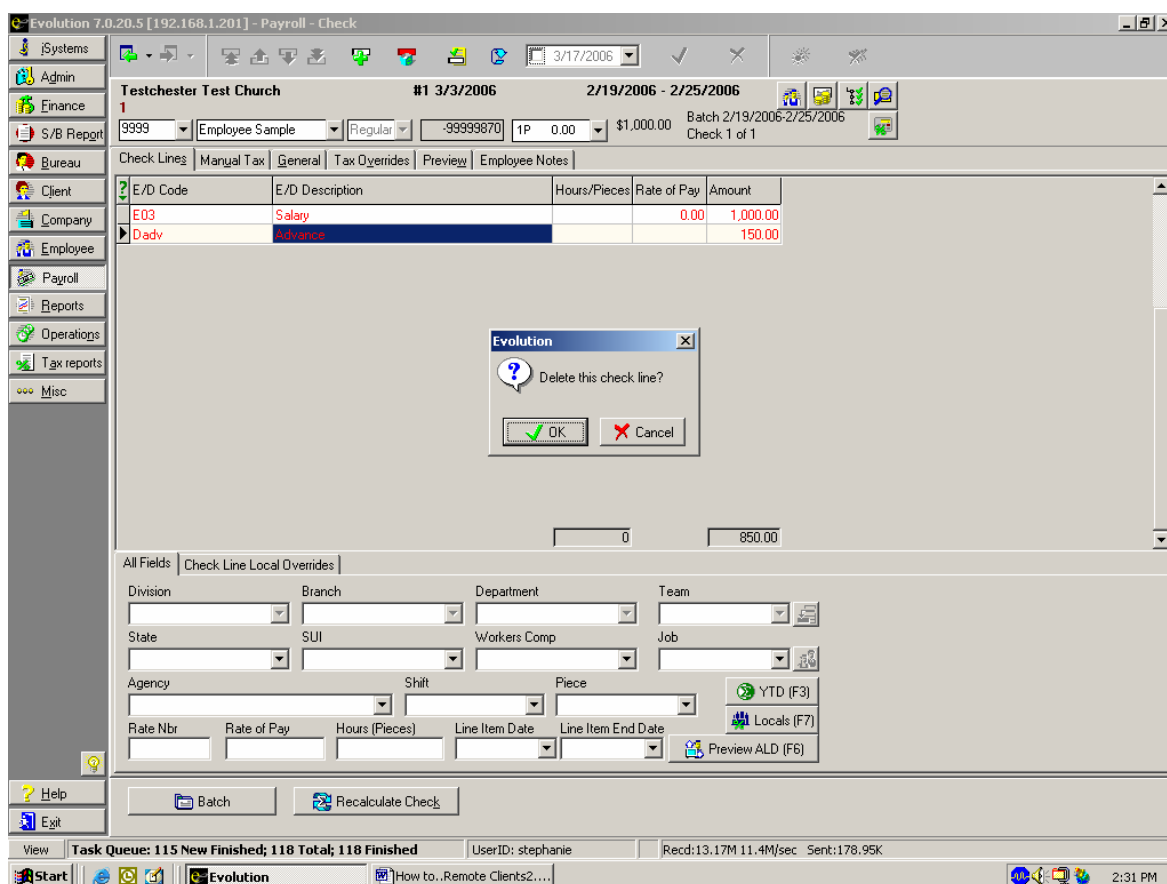 Evolution 7.0.20.5 [192.168.1.201] - Payroll - Check
iSystems
Admin
Finance
S/B Report
Bureau
Client
Company
Employee
Payroll
Reports
Operations
Tax reports
Misc
Help
Exit
3/17/2006
Testchester Test Church #1 3/3/2006 2/19/2006 - 2/25/2006
1
9999 Employee Sample Regular -99999870 1P 0.00 $1,000.00
Batch 2/19/2006-2/25/2006
Check 1 of 1
Check Lines Manual Tax General Tax Overrides Preview Employee Notes
? E/D Code E/D Description Hours/Pieces Rate of Pay Amount
E03 Salary 0.00 1,000.00
Dadv Advance 150.00
Evolution
Delete this check line?
OK Cancel
0 850.00
All Fields Check Line Local Overrides
Division Branch Department Team
State SUI Workers Comp Job
Agency Shift Piece
YTD (F3)
Locals (F7)
Rate Nbr Rate of Pay Hours (Pieces) Line Item Date Line Item End Date
Preview ALD (F6)
Batch Recalculate Check
View Task Queue: 115 New Finished; 118 Total; 118 Finished UserID: stephanie Recd:13.17M 11.4M/sec Sent:178.95K
Start Evolution How to..Remote Clients2.... 2:31 PM